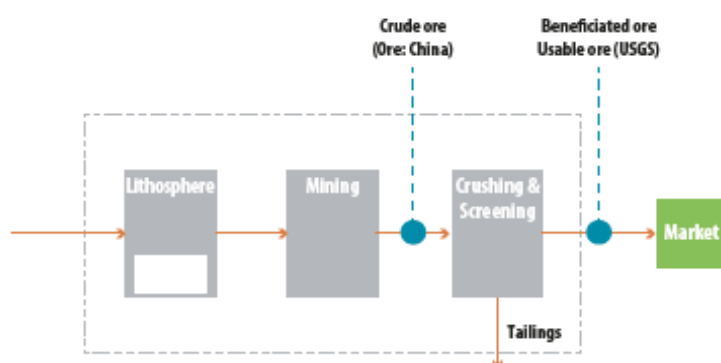 Crude ore
(Ore: China)
Beneficiated ore
Usable ore (USGS)
Lithosphere
Mining
Crushing &
Screening
Market
Tailings